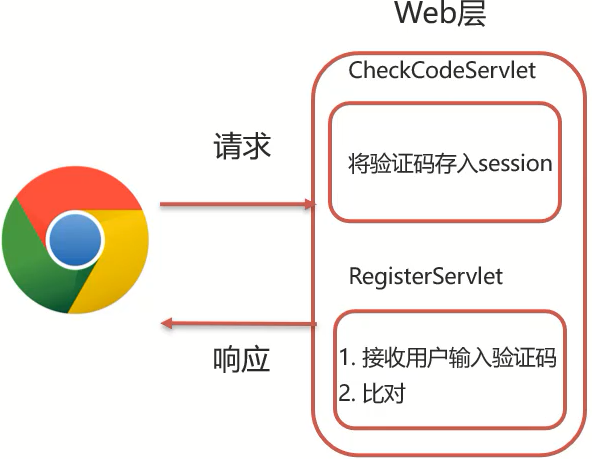 Web层
CheckCodeServlet
请求
将验证码存入session
RegisterServlet
响应
1. 接收用户输入验证码
2. 比对